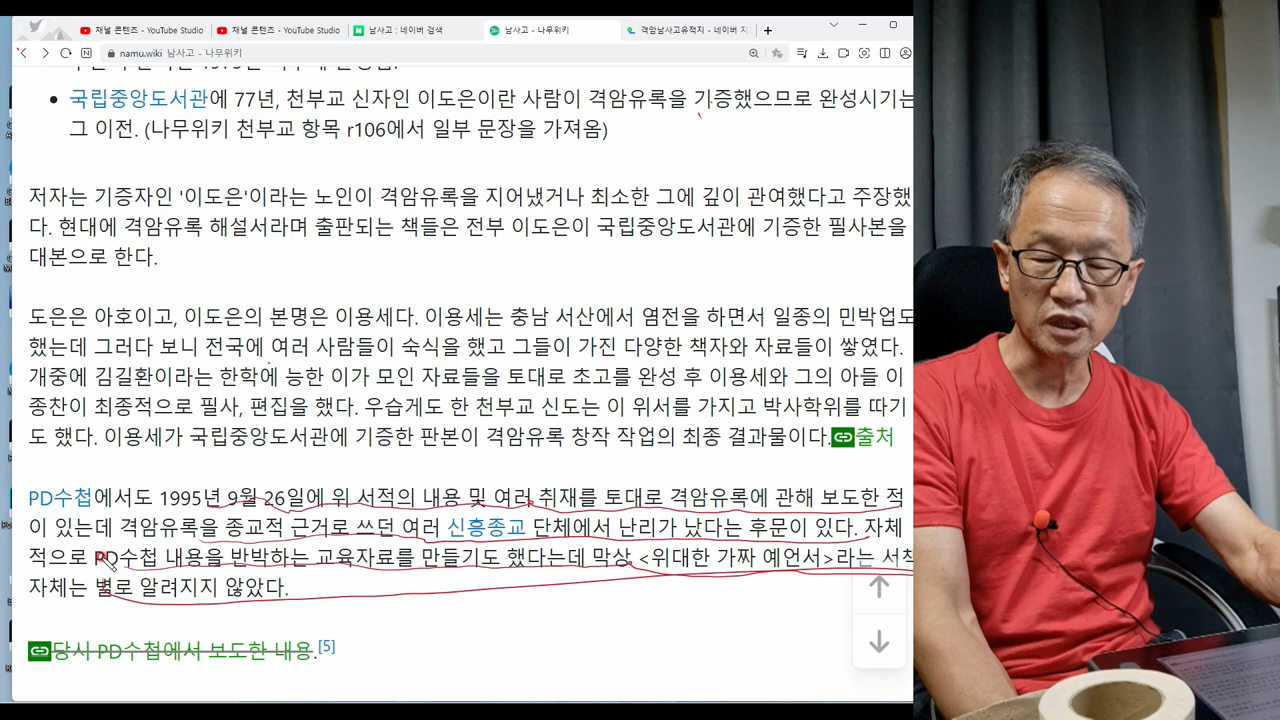 재널 콘텐츠 - YouTube Studio
재널 콘텐츠 - YouTube Studio
남사고 : 네이버 검색
남사고 - 나무위키
격암남사고유적지 - 네이버 지
namu.wiki 남사고 - 나무위키
국립중앙도서관에 77년, 천부교 신자인 이도은이란 사람이 격암유록을 기증했으므로 완성시기는
그 이전. (나무위키 천부교 항목 r106에서 일부 문장을 가져옴)
저자는 기증자인 '이도은'이라는 노인이 격암유록을 지어냈거나 최소한 그에 깊이 관여했다고 주장했
다. 현대에 격암유록 해설서라며 출판되는 책들은 전부 이도은이 국립중앙도서관에 기증한 필사본을
대본으로 한다.
도은은 아호이고, 이도은의 본명은 이용세다. 이용세는 충남 서산에서 염전을 하면서 일종의 민박업도
했는데 그러다 보니 전국에 여러 사람들이 숙식을 했고 그들이 가진 다양한 책자와 자료들이 쌓였다.
개중에 김길환이라는 한학에 능한 이가 모인 자료들을 토대로 초고를 완성 후 이용세와 그의 아들 이
종찬이 최종적으로 필사, 편집을 했다. 우습게도 한 천부교 신도는 이 위서를 가지고 박사학위를 따기
도 했다. 이용세가 국립중앙도서관에 기증한 판본이 격암유록 창작 작업의 최종 결과물이다. 출처
PD수첩에서도 1995년 9월 26일에 위 서적의 내용 및 여러 취재를 토대로 격암유록에 관해 보도한 적
이 있는데 격암유록을 종교적 근거로 쓰던 여러 신흥종교 단체에서 난리가 났다는 후문이 있다. 자체
적으로 PD수첩 내용을 반박하는 교육자료를 만들기도 했다는데 막상 <위대한 가짜 예언서>라는 서책
자체는 별로 알려지지 않았다.
당시 PD수첩에서 보도한 내용.[5]